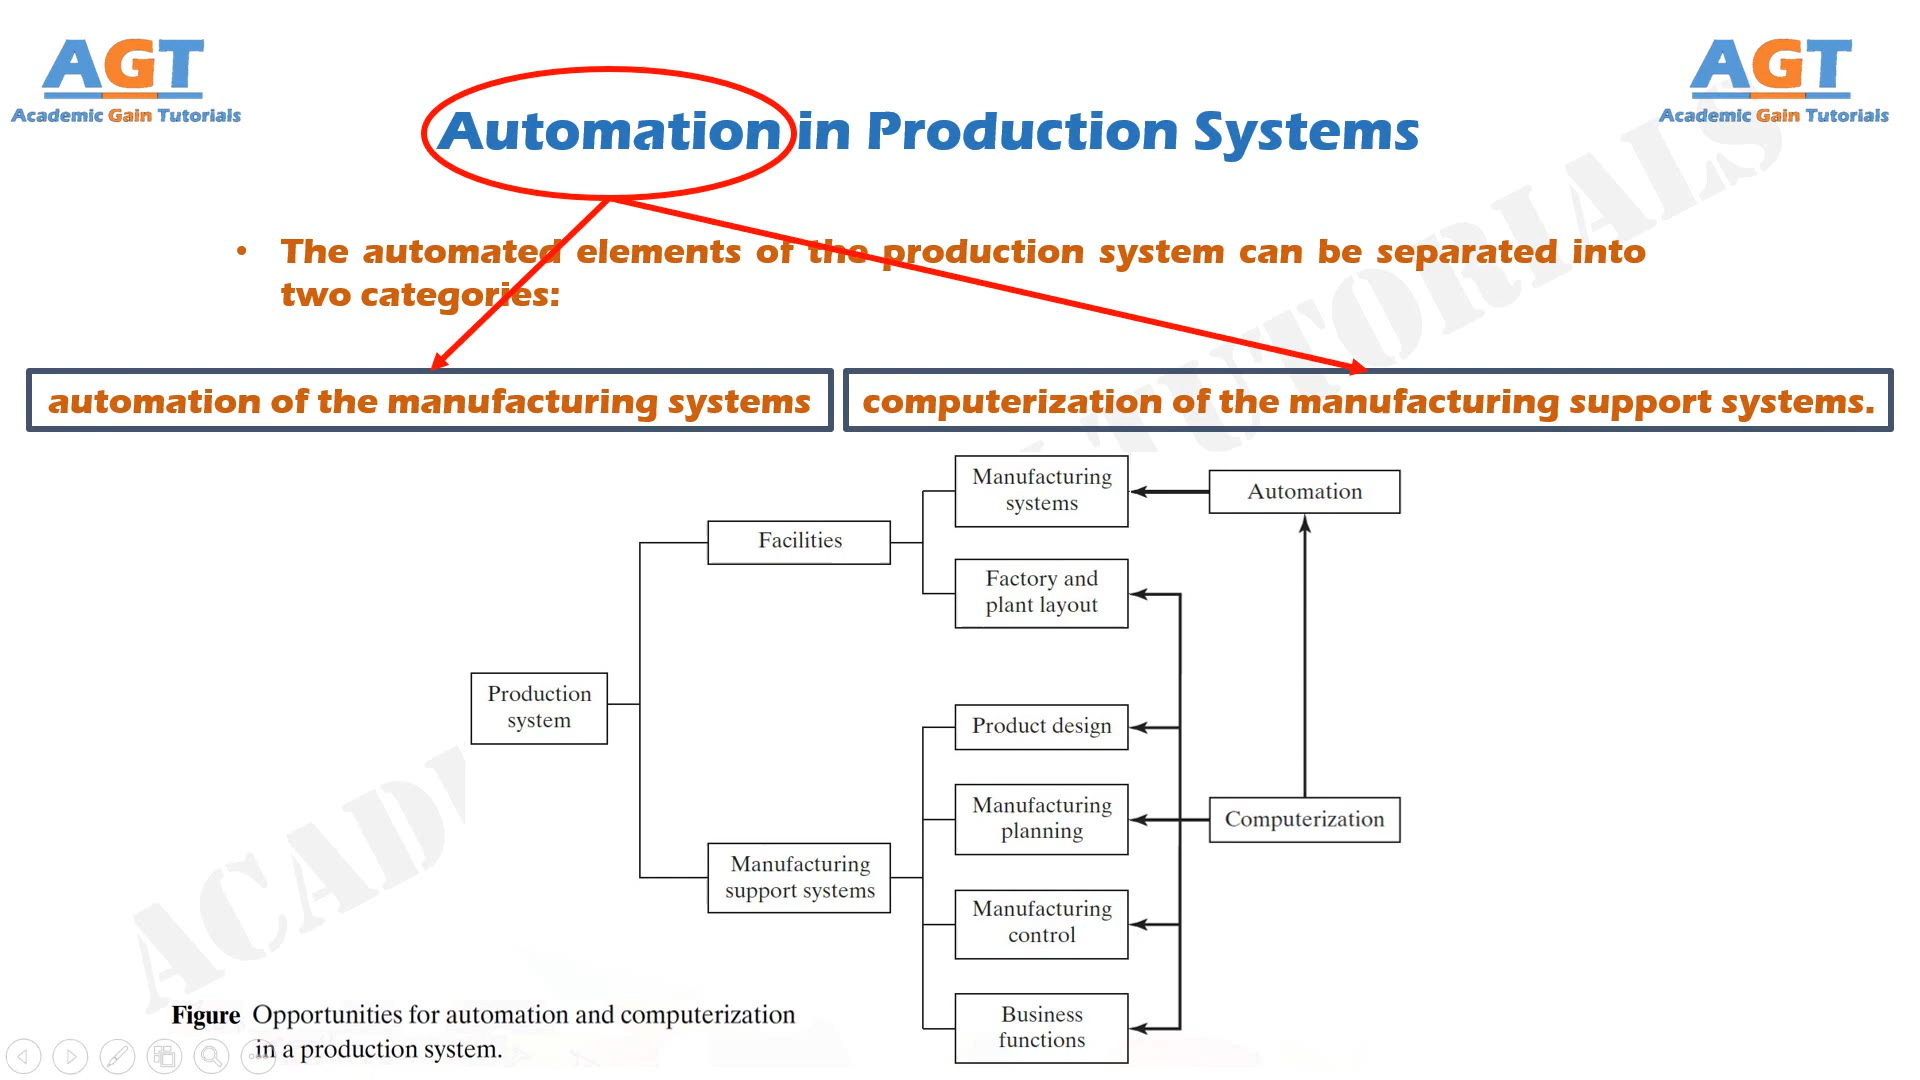 AGT
Academic Gain Tutorials
AGT
Academic Gain Tutorials
Automation in Production Systems
• The automated elements of the production system can be separated into
two categories:
automation of the manufacturing systems
computerization of the manufacturing support systems.
Manufacturing
systems
Automation
Facilities
Factory and
plant layout
Production
system
Product design
Manufacturing
planning
Computerization
Manufacturing
support systems
Manufacturing
control
Business
functions
Figure Opportunities for automation and computerization
in a production system.
ACAD
TUTORIALS